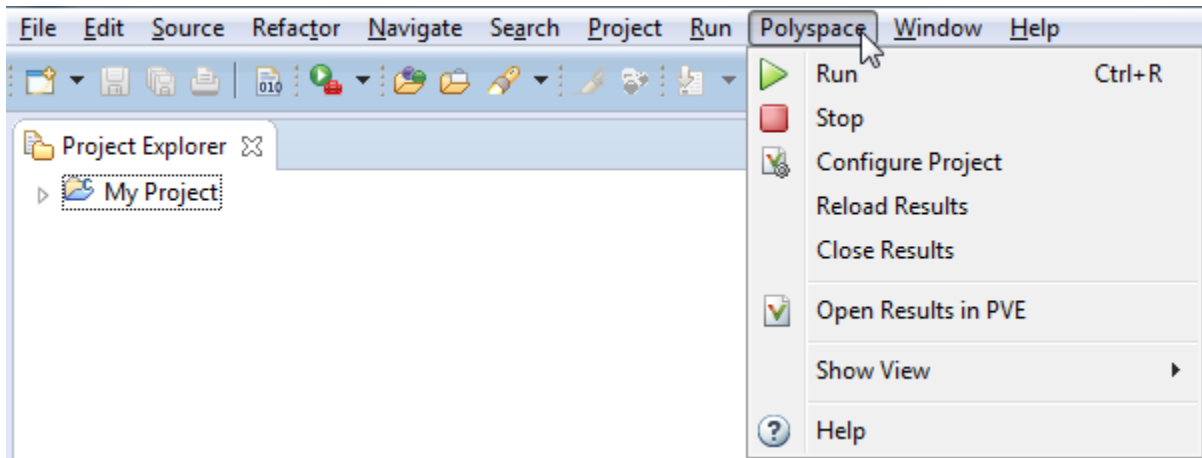 File Edit Source Refactor Navigate Search Project Run Polyspace Window Help
010
Run Ctrl+R
Project Explorer
Stop
My Project
Configure Project
Reload Results
Close Results
Open Results in PVE
Show View
Help